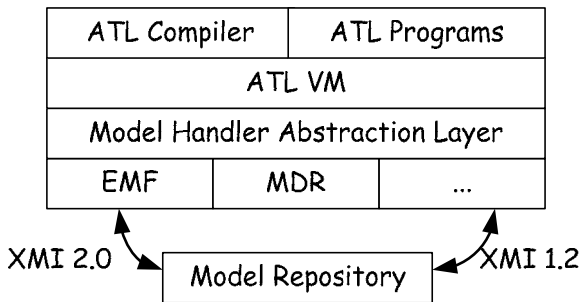 ATL Compiler ATL Programs
ATL VM
Model Handler Abstraction Layer
EMF MDR ...
XMI 2.0 XMI 1.2
Model Repository